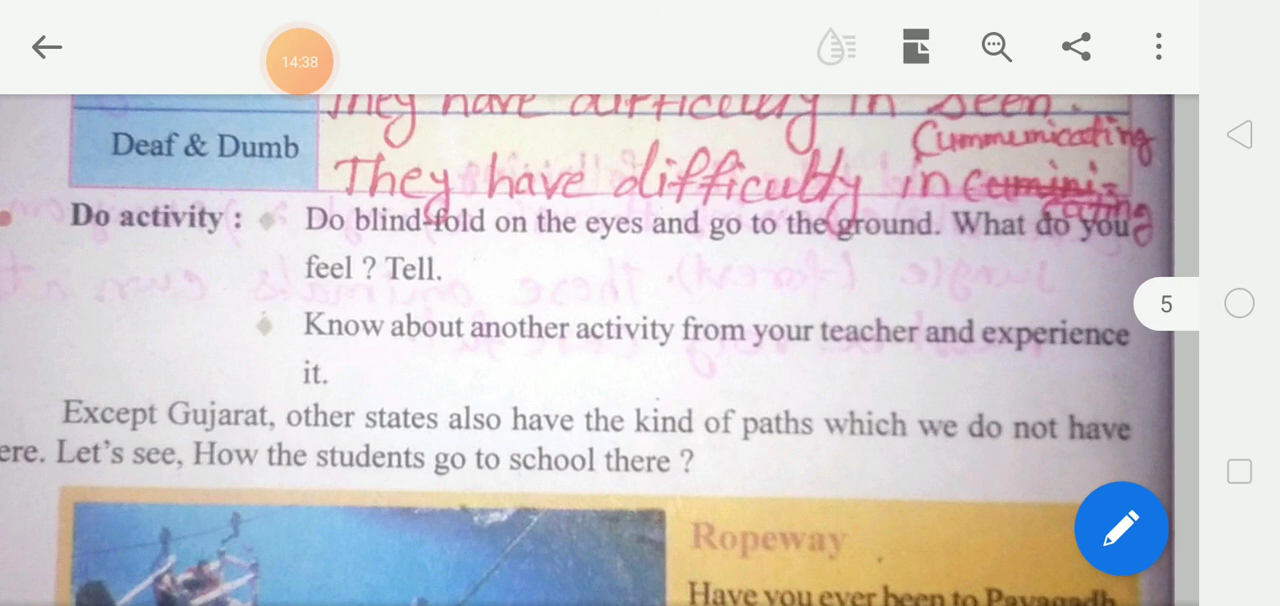 14:38
They have difficulty in seen.
Deaf & Dumb
Cummunicating
They have difficulty in
Do activity : Do blind-fold on the eyes and go to the ground. What do you
feel ? Tell.
5
Know about another activity from your teacher and experience
it.
Except Gujarat, other states also have the kind of paths which we do not have
ere. Let's see, How the students go to school there ?
Ropeway
Have you ever been to Pavagadh